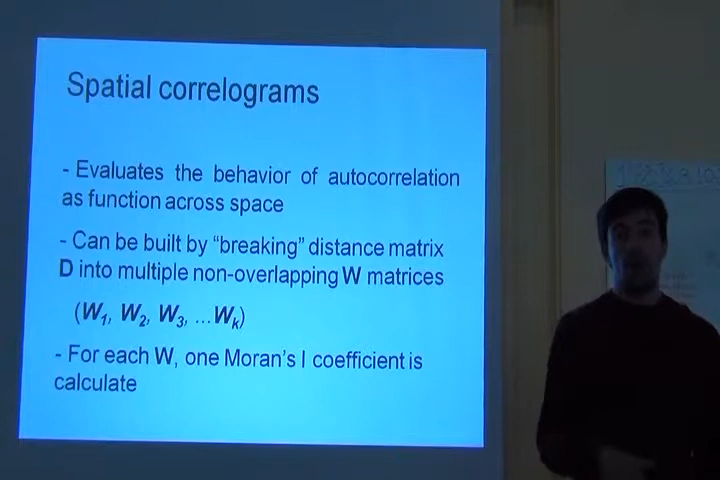 Spatial correlograms
- Evaluates the behavior of autocorrelation
as function across space
- Can be built by “breaking” distance matrix
D into multiple non-overlapping W matrices
(W1, W2, W3, ...Wk)
- For each W, one Moran’s I coefficient is
calculate